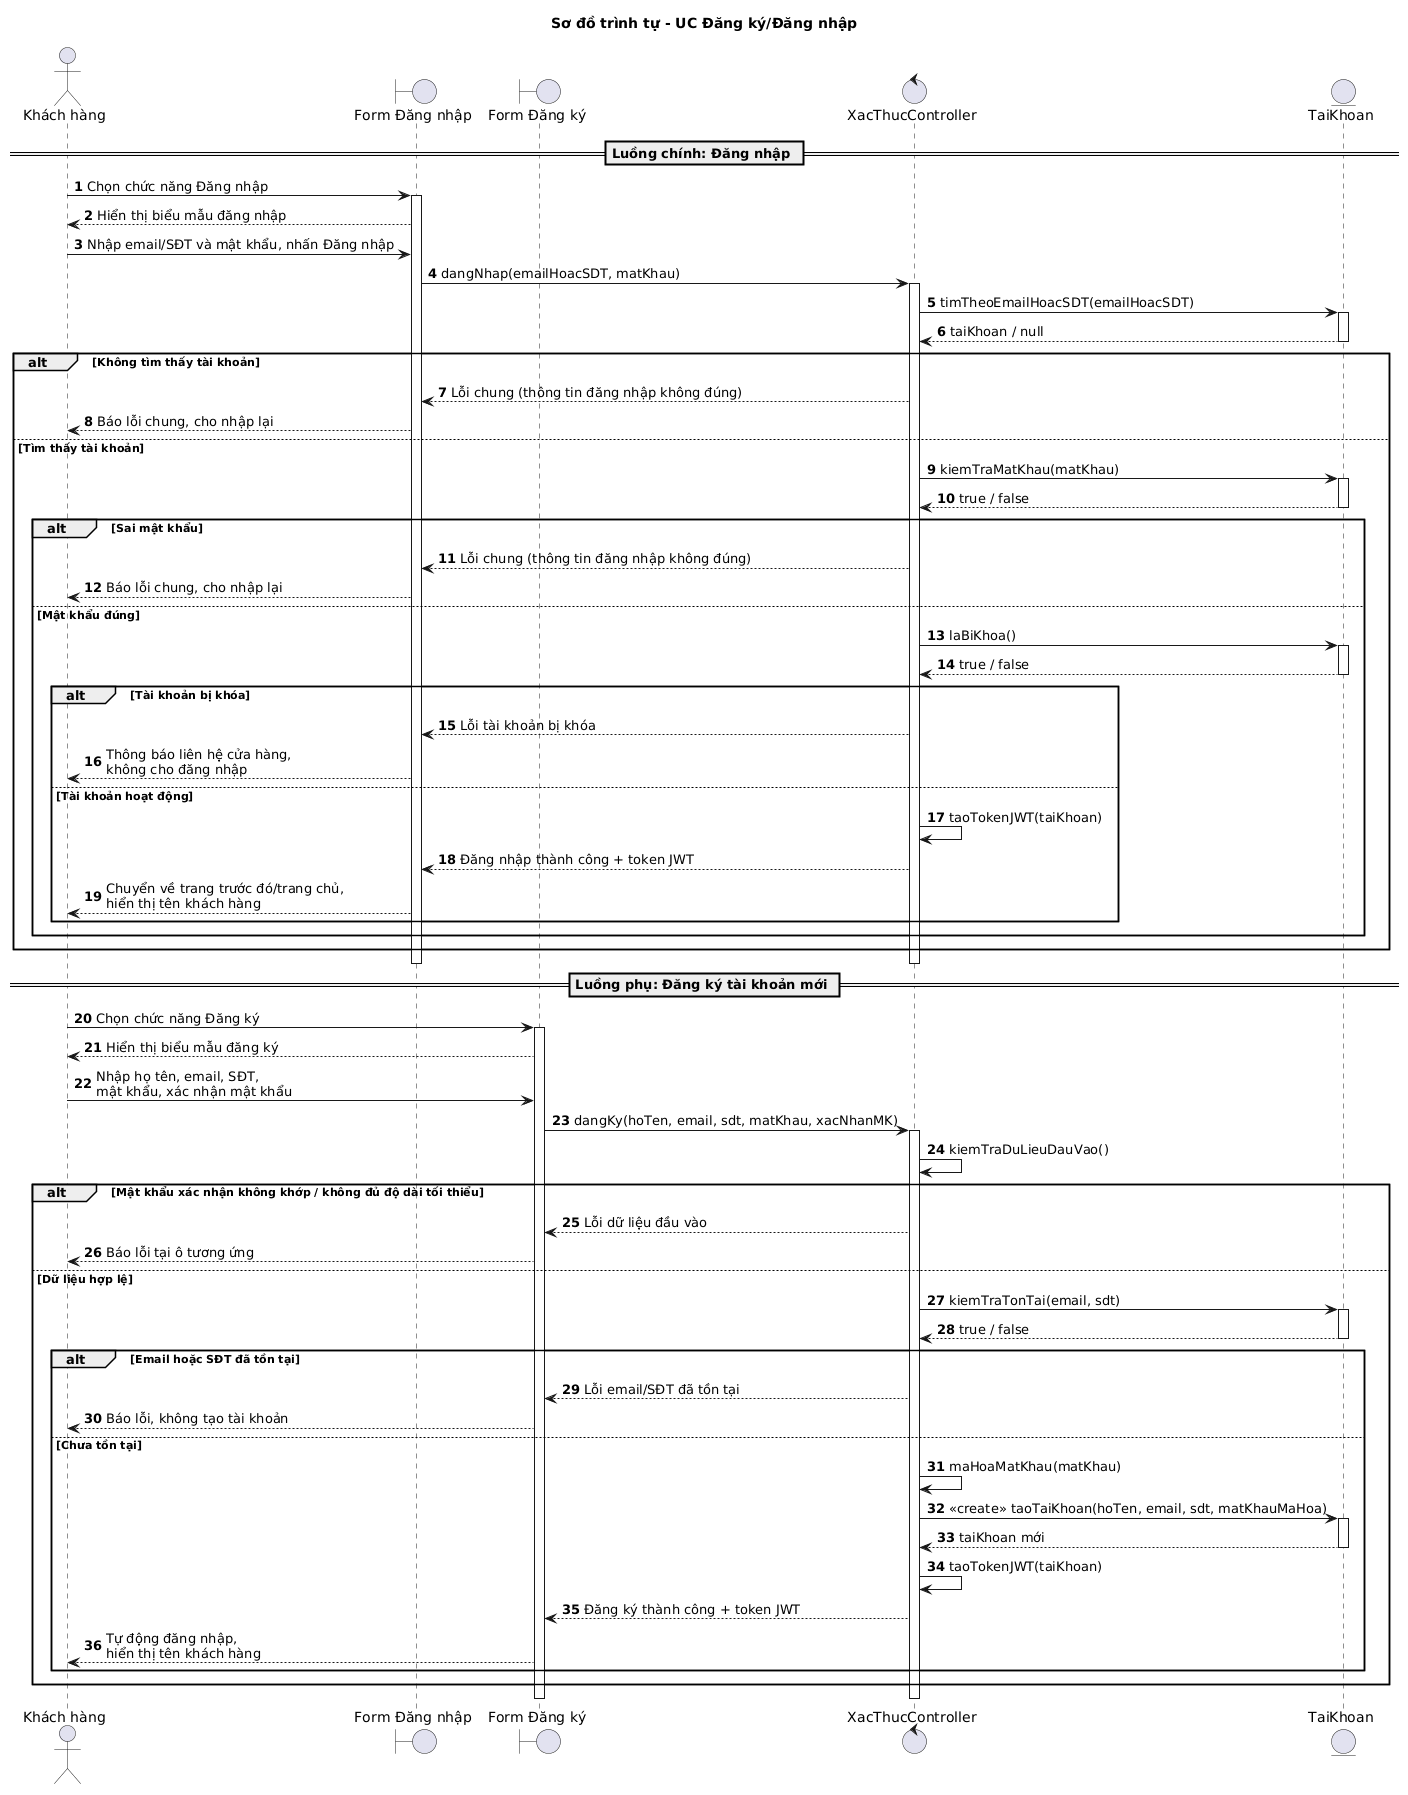 Sơ đồ trình tự - UC Đăng ký/Đăng nhập
Khách hàng
Form Đăng nhập
Form Đăng ký
XacThucController
TaiKhoan
Luồng chính: Đăng nhập
1 Chọn chức năng Đăng nhập
2 Hiển thị biểu mẫu đăng nhập
3 Nhập email/SĐT và mật khẩu, nhấn Đăng nhập
4 dangNhap(emailHoacSDT, matKhau)
5 timTheoEmailHoacSDT(emailHoacSDT)
6 taiKhoan / null
alt [Không tìm thấy tài khoản]
7 Lỗi chung (thông tin đăng nhập không đúng)
8 Báo lỗi chung, cho nhập lại
[Tìm thấy tài khoản]
9 kiemTraMatKhau(matKhau)
10 true / false
alt [Sai mật khẩu]
11 Lỗi chung (thông tin đăng nhập không đúng)
12 Báo lỗi chung, cho nhập lại
[Mật khẩu đúng]
13 laBiKhoa()
14 true / false
alt [Tài khoản bị khóa]
15 Lỗi tài khoản bị khóa
16 Thông báo liên hệ cửa hàng,
không cho đăng nhập
[Tài khoản hoạt động]
17 taoTokenJWT(taiKhoan)
18 Đăng nhập thành công + token JWT
19 Chuyển về trang trước đó/trang chủ,
hiển thị tên khách hàng
Luồng phụ: Đăng ký tài khoản mới
20 Chọn chức năng Đăng ký
21 Hiển thị biểu mẫu đăng ký
22 Nhập họ tên, email, SĐT,
mật khẩu, xác nhận mật khẩu
23 dangKy(hoTen, email, sdt, matKhau, xacNhanMK)
24 kiemTraDuLieuDauVao()
alt [Mật khẩu xác nhận không khớp / không đủ độ dài tối thiểu]
25 Lỗi dữ liệu đầu vào
26 Báo lỗi tại ô tương ứng
[Dữ liệu hợp lệ]
27 kiemTraTonTai(email, sdt)
28 true / false
alt [Email hoặc SĐT đã tồn tại]
29 Lỗi email/SĐT đã tồn tại
30 Báo lỗi, không tạo tài khoản
[Chưa tồn tại]
31 maHoaMatKhau(matKhau)
32 «create» taoTaiKhoan(hoTen, email, sdt, matKhauMaHoa)
33 taiKhoan mới
34 taoTokenJWT(taiKhoan)
35 Đăng ký thành công + token JWT
36 Tự động đăng nhập,
hiển thị tên khách hàng
Khách hàng
Form Đăng nhập
Form Đăng ký
XacThucController
TaiKhoan